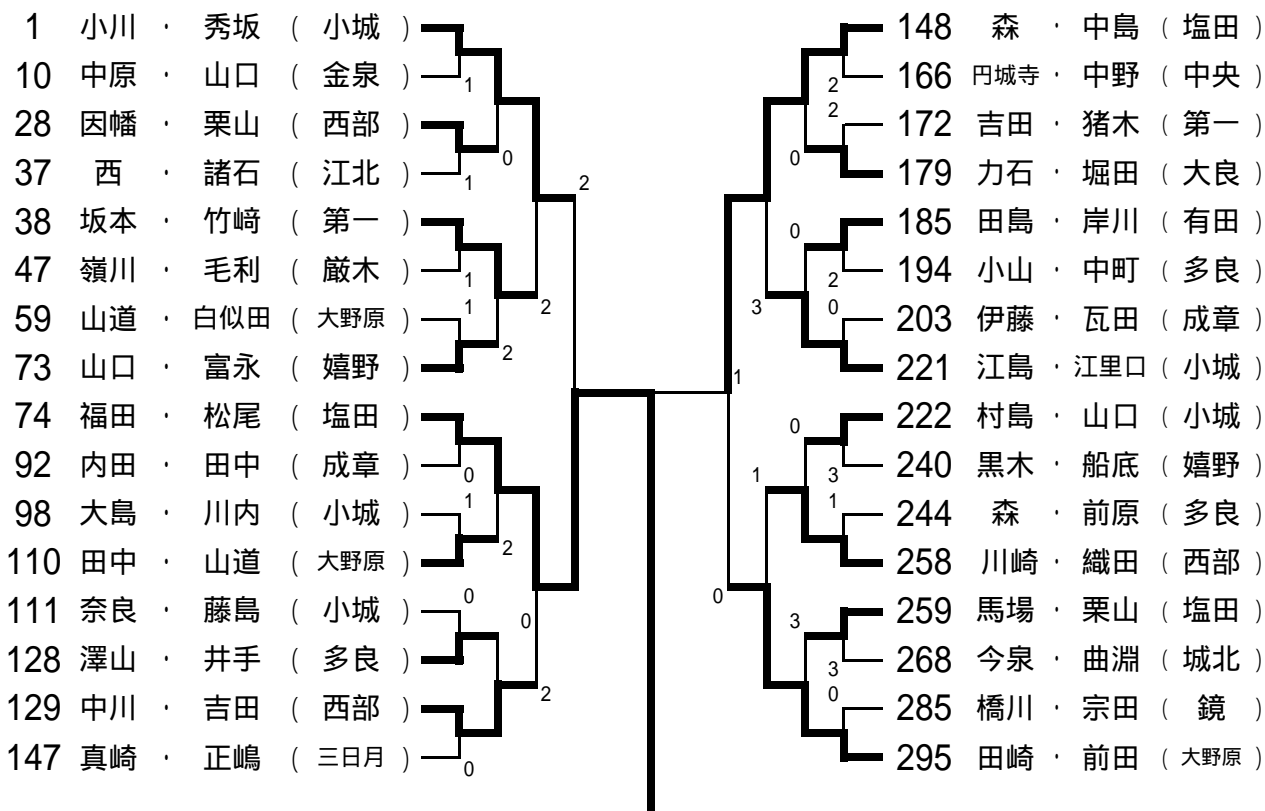 1 小川 ・ 秀坂 ( 小城 )
10 中原 ・ 山口 ( 金泉 )
1
28 因幡 ・ 栗山 ( 西部 )
0
37 西 ・ 諸石 ( 江北 )
1
2
38 坂本 ・ 竹﨑 ( 第一 )
47 嶺川 ・ 毛利 ( 厳木 )
1
59 山道 ・ 白似田 ( 大野原 )
1
2
73 山口 ・ 富永 ( 嬉野 )
2
74 福田 ・ 松尾 ( 塩田 )
92 内田 ・ 田中 ( 成章 )
0
98 大島 ・ 川内 ( 小城 )
1
110 田中 ・ 山道 ( 大野原 )
2
111 奈良 ・ 藤島 ( 小城 )
0
0
128 澤山 ・ 井手 ( 多良 )
129 中川 ・ 吉田 ( 西部 )
2
147 真崎 ・ 正嶋 ( 三日月 )
0
148 森 ・ 中島 ( 塩田 )
2
166 円城寺 ・ 中野 ( 中央 )
2
172 吉田 ・ 猪木 ( 第一 )
0
179 力石 ・ 堀田 ( 大良 )
0
185 田島 ・ 岸川 ( 有田 )
2
194 小山 ・ 中町 ( 多良 )
3
0
203 伊藤 ・ 瓦田 ( 成章 )
221 江島 ・ 江里口 ( 小城 )
1
0
222 村島 ・ 山口 ( 小城 )
1
3
240 黒木 ・ 船底 ( 嬉野 )
1
244 森 ・ 前原 ( 多良 )
258 川崎 ・ 織田 ( 西部 )
0
3
259 馬場 ・ 栗山 ( 塩田 )
3
268 今泉 ・ 曲淵 ( 城北 )
0
285 橋川 ・ 宗田 ( 鏡 )
295 田崎 ・ 前田 ( 大野原 )